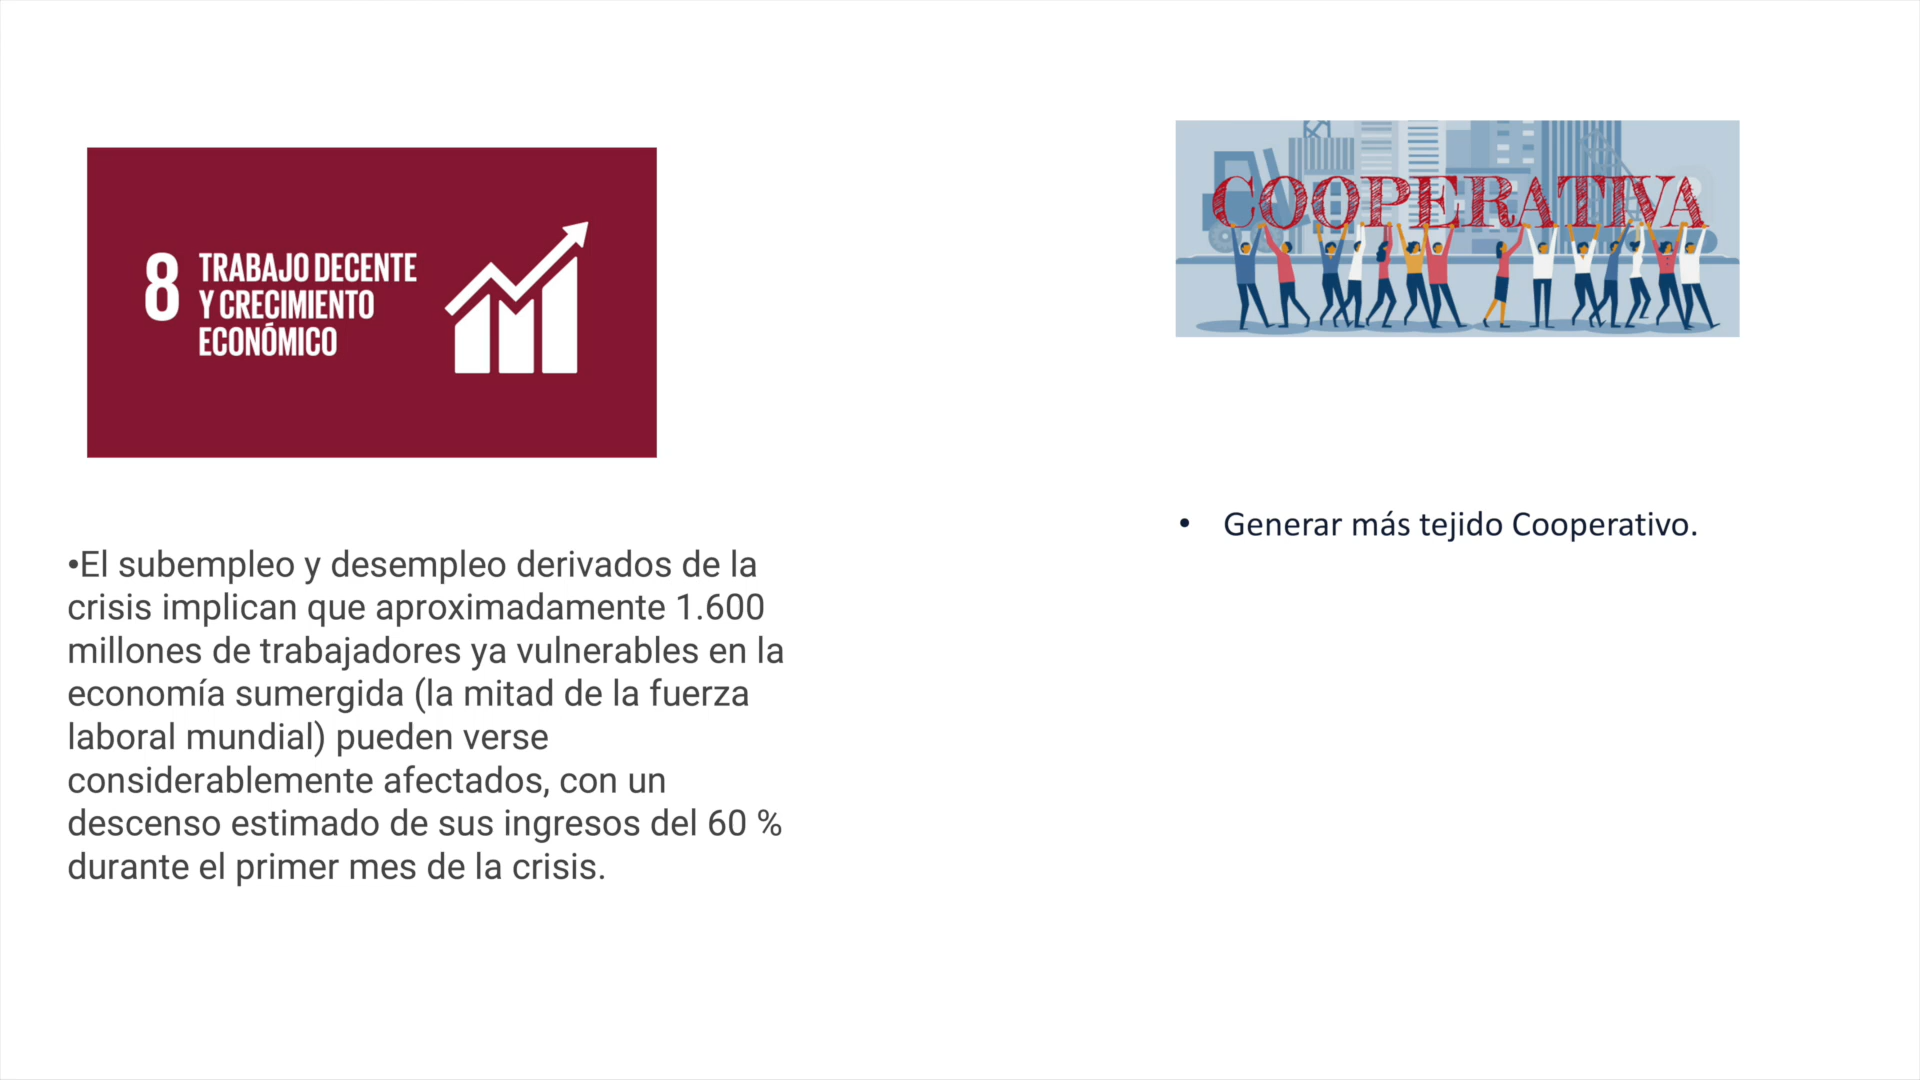 8 TRABAJO DECENTE
Y CRECIMIENTO
ECONÓMICO
•El subempleo y desempleo derivados de la
crisis implican que aproximadamente 1.600
millones de trabajadores ya vulnerables en la
economía sumergida (la mitad de la fuerza
laboral mundial) pueden verse
considerablemente afectados, con un
descenso estimado de sus ingresos del 60 %
durante el primer mes de la crisis.
COOPERATIVA
• Generar más tejido Cooperativo.